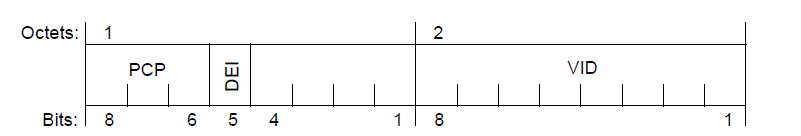 Octets: 1 2
PCP DEI VID
Bits: 8 6 5 4 1 8 1